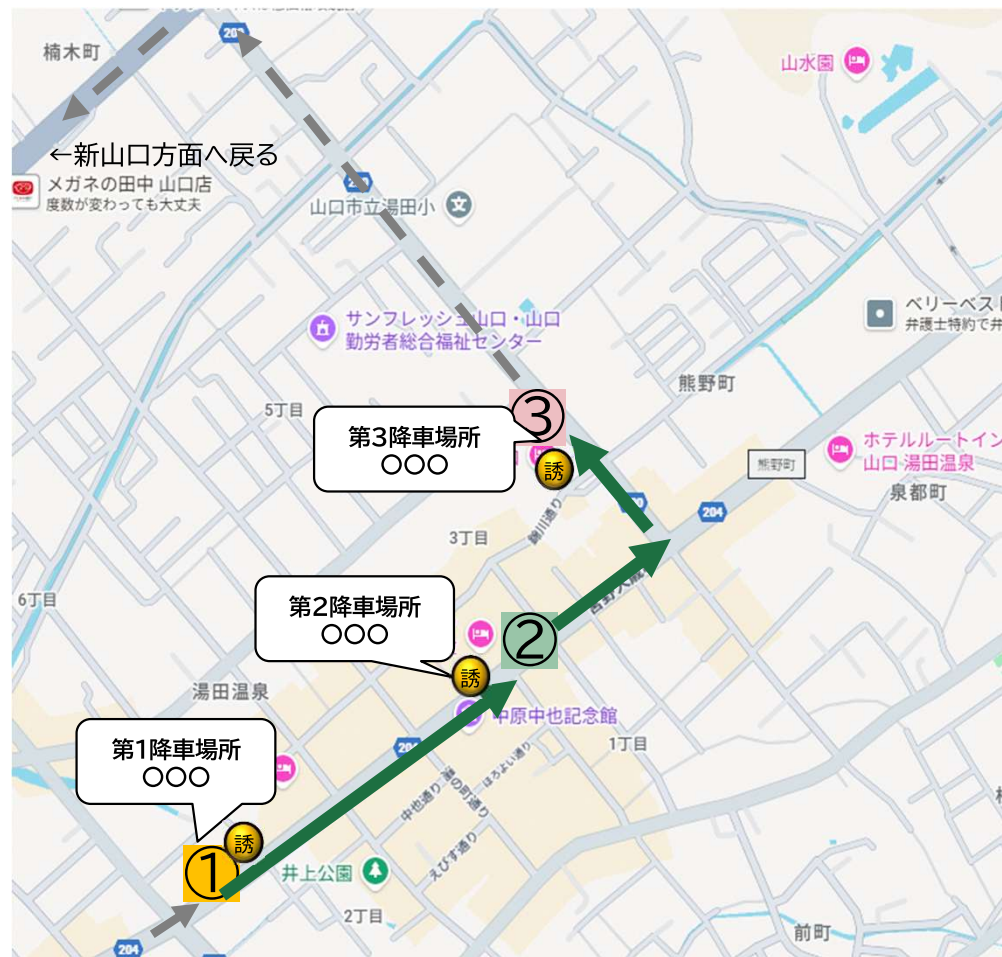 楠木町
山水園
←新山口方面へ戻る
メガネの田中 山口店
度数が変わっても大丈夫
山口市立湯田小
文
サンフレッシュ山口・山口
勤労者総合福祉センター
ベリーベスト
弁護士特約で弁
熊野町
5丁目
③
第3降車場所
○○○
誘
ホテルルートイン
山口 湯田温泉
熊野町
泉都町
204
錦川通り
3丁目
6丁目
第2降車場所
○○○
②
誘
湯田温泉
中原中也記念館
1丁目
第1降車場所
○○○
204
中也通り
湯の町通り
ほろよい通り
えびす通り
誘
①
井上公園
2丁目
204
前町